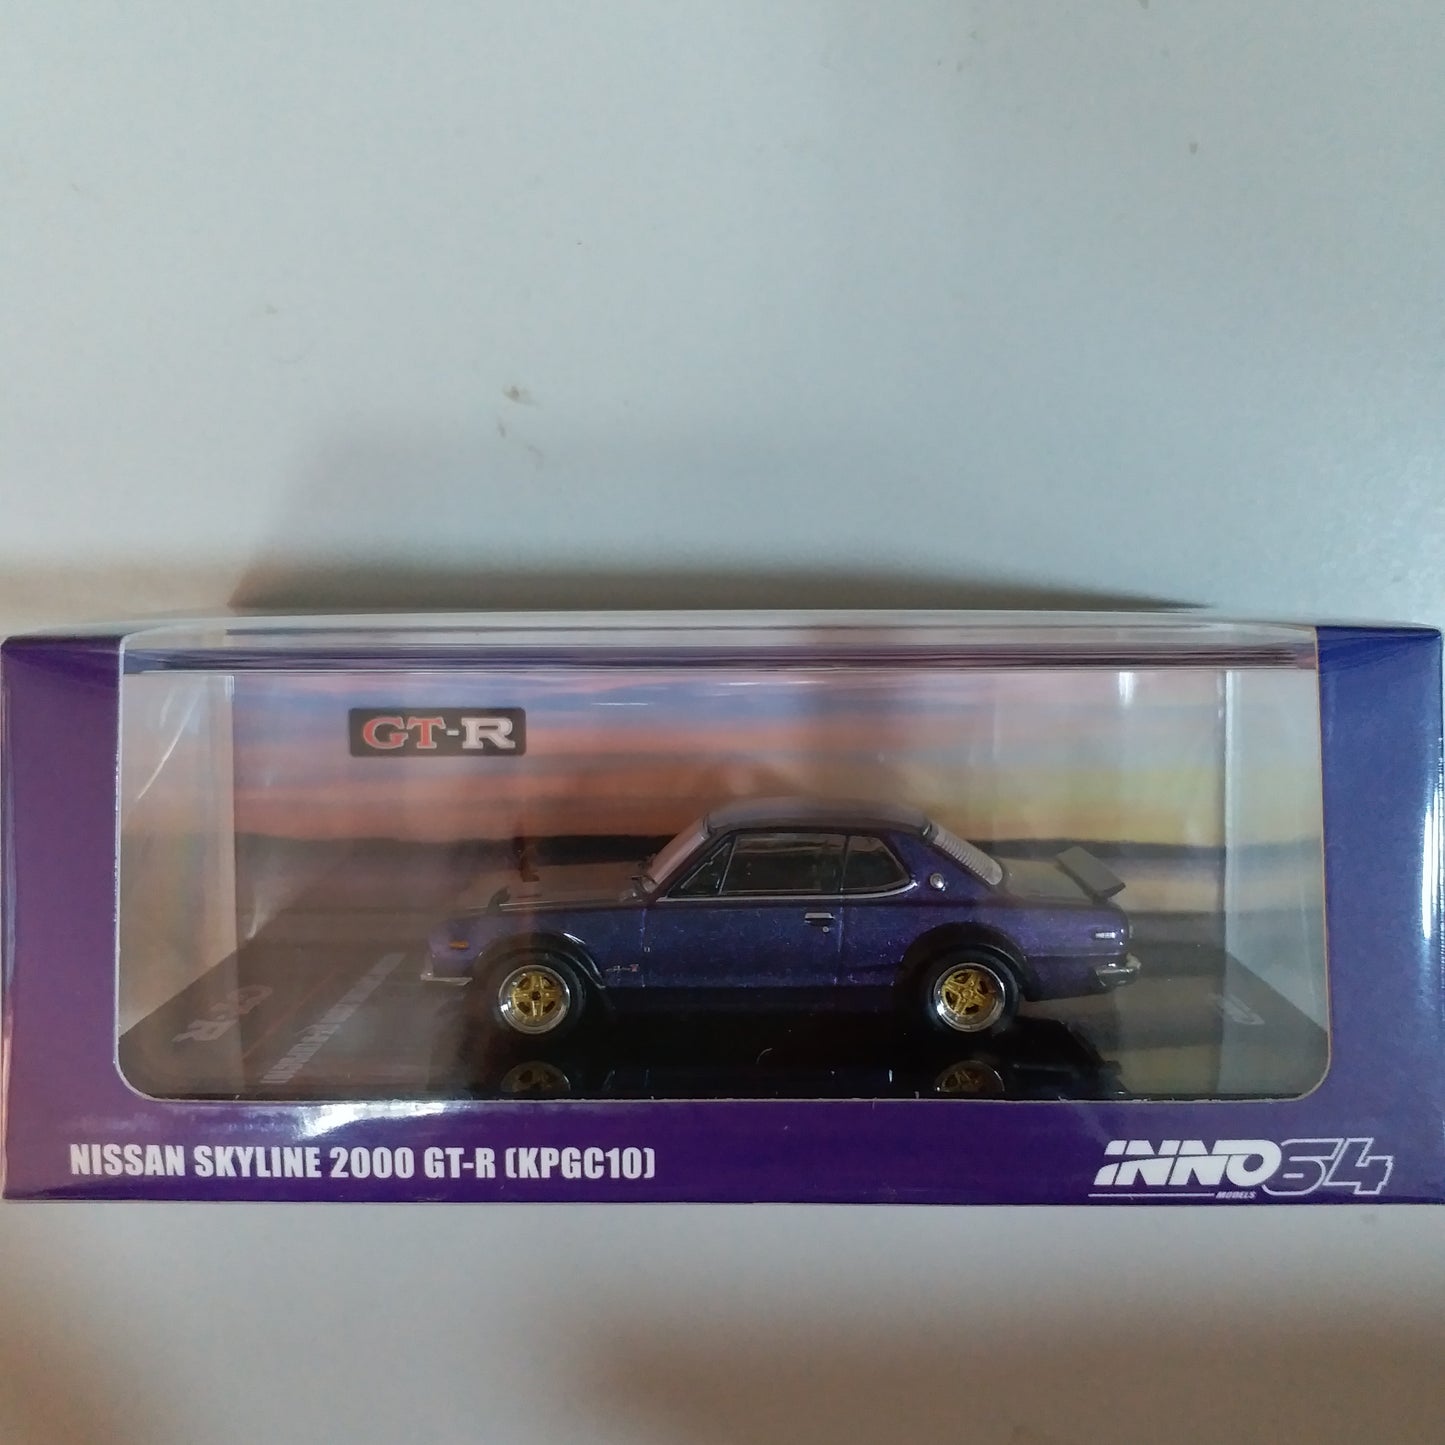 GT-R
NISSAN SKYLINE 2000 GT-R (KPGC10)
INNO64
MODELS